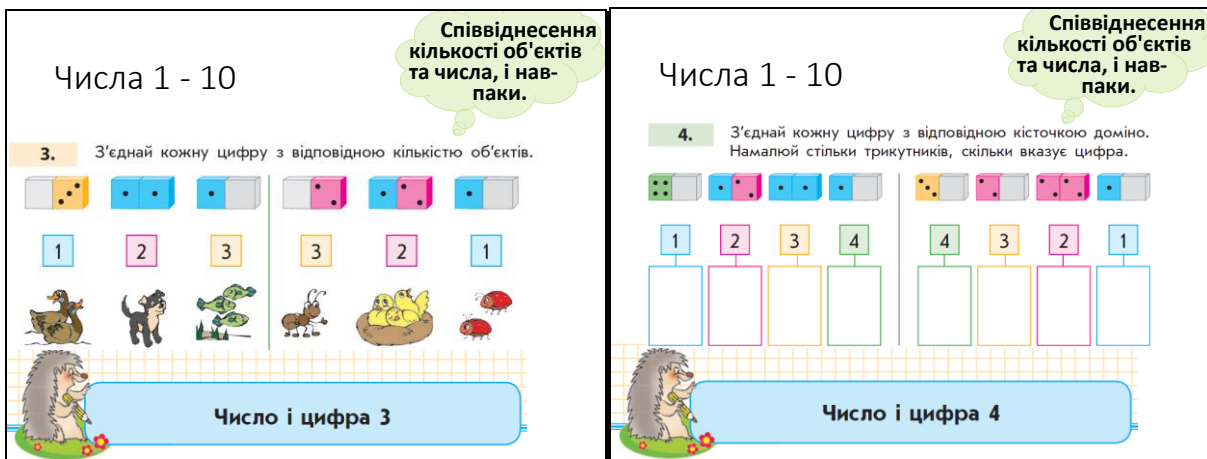 Співвіднесення
кількості об'єктів
та числа, і нав-
паки.
Числа 1 - 10
3.
З'єднай кожну цифру з відповідною кількістю об'єктів.
1 2 3 3 2 1
Число і цифра 3
Співвіднесення
кількості об'єктів
та числа, і нав-
паки.
Числа 1 - 10
4.
З'єднай кожну цифру з відповідною кісточкою доміно.
Намалюй стільки трикутників, скільки вказує цифра.
1 2 3 4 4 3 2 1
Число і цифра 4